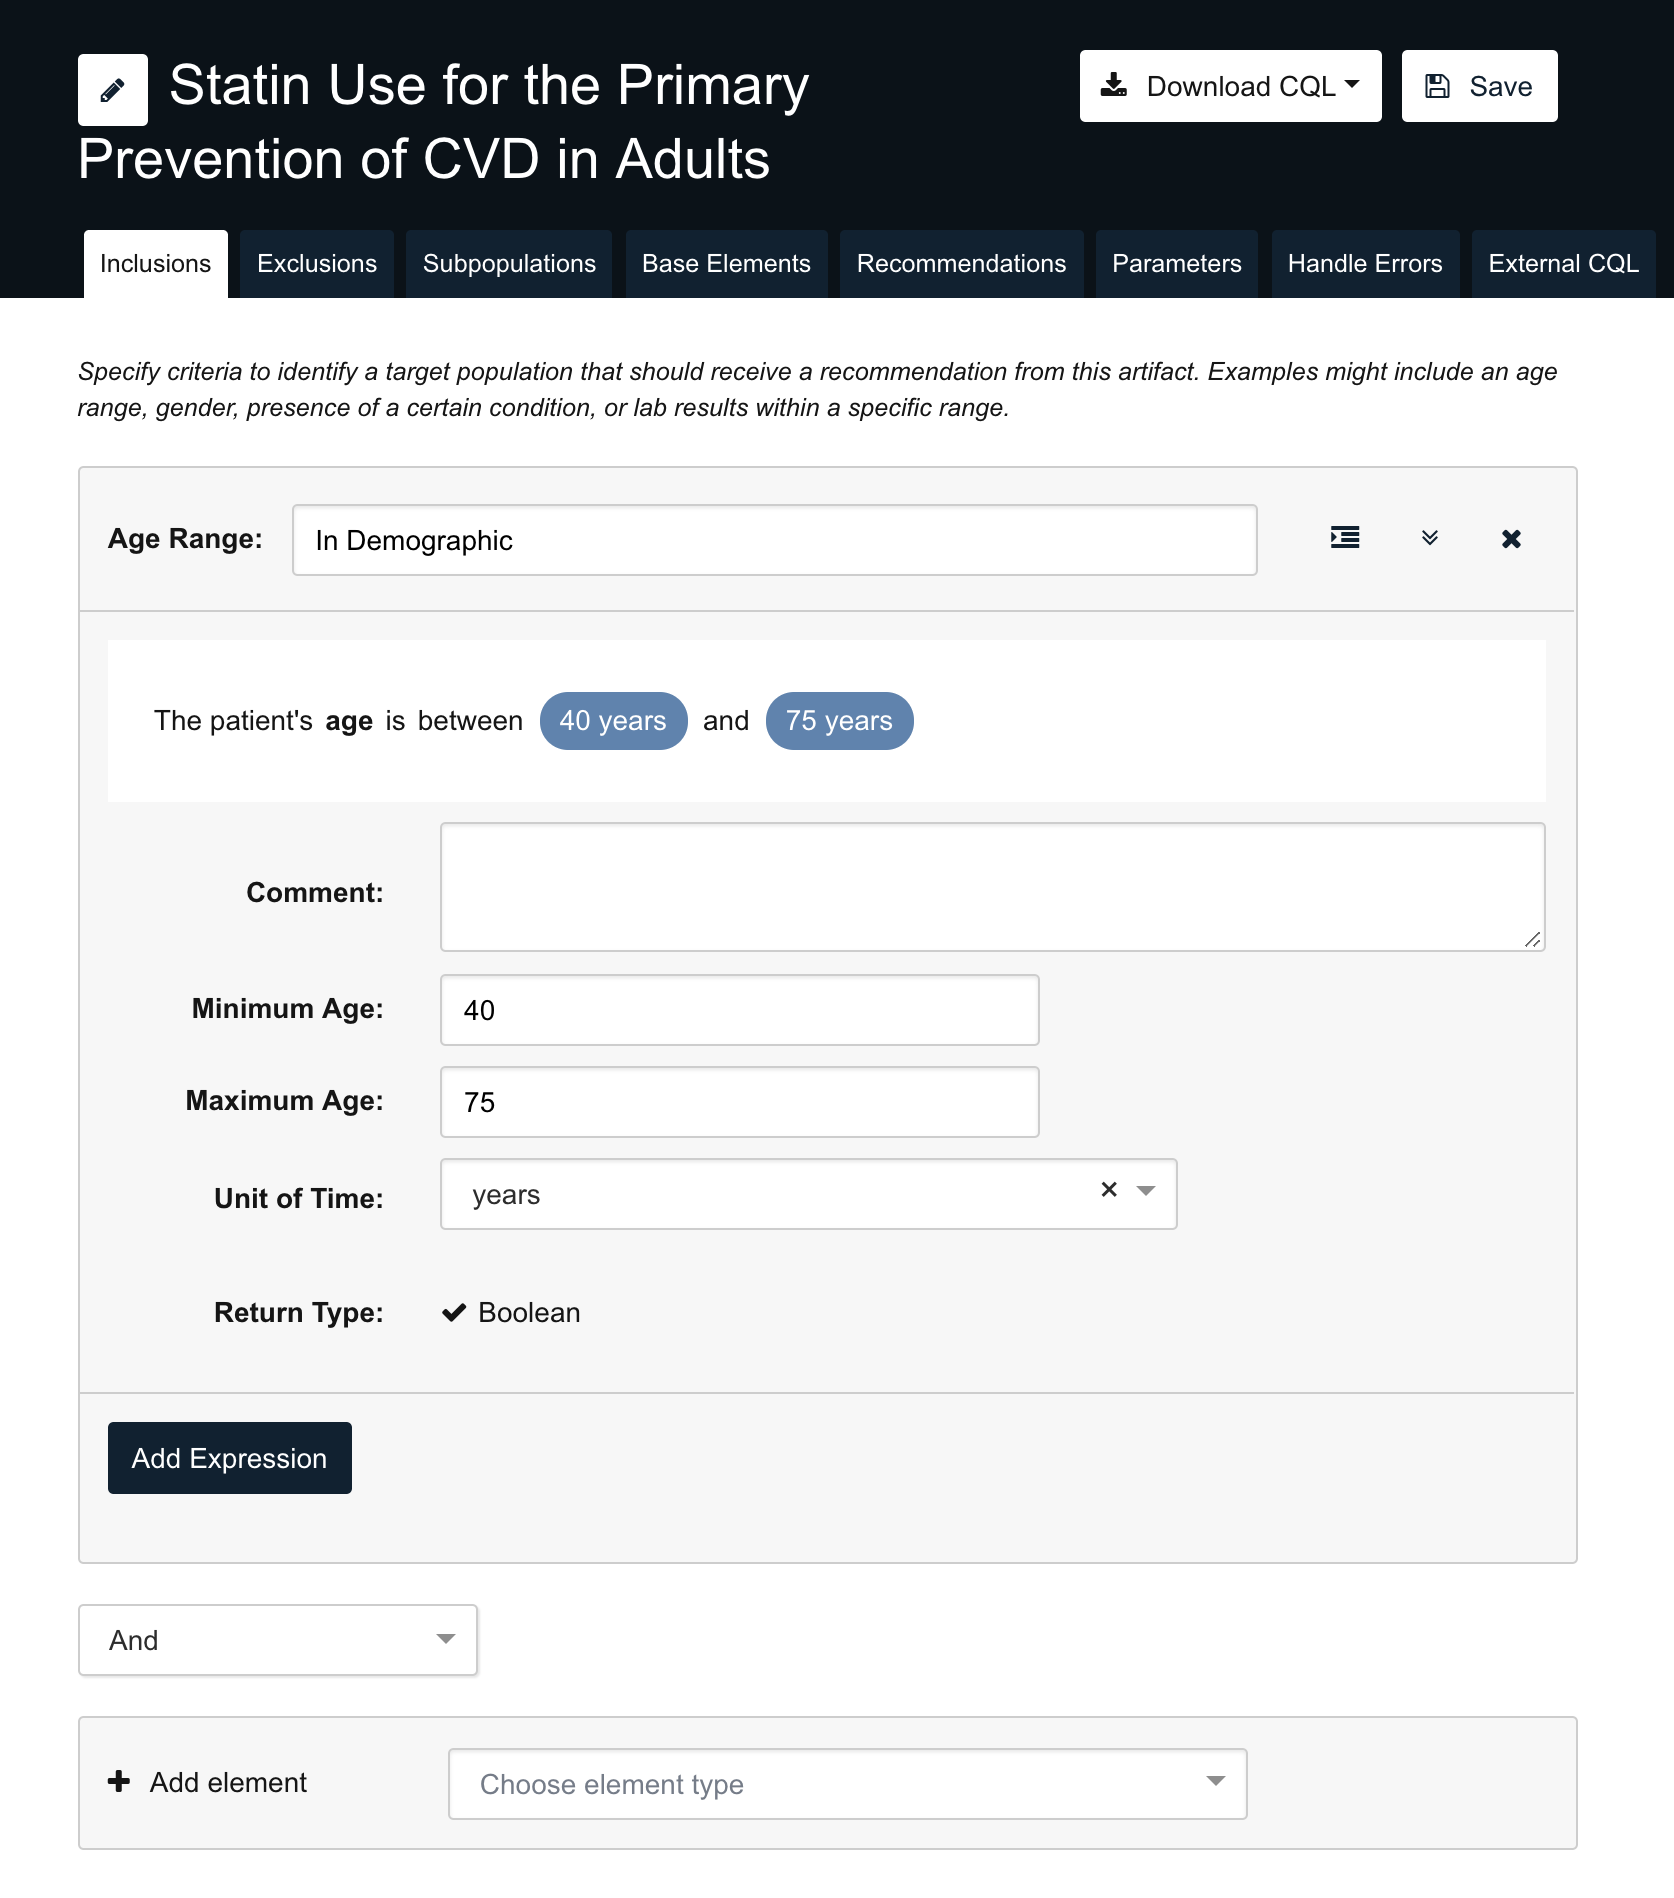 Statin Use for the Primary
Prevention of CVD in Adults
Download CQL
Save
Inclusions Exclusions Subpopulations Base Elements Recommendations Parameters Handle Errors External CQL
Specify criteria to identify a target population that should receive a recommendation from this artifact. Examples might include an age
range, gender, presence of a certain condition, or lab results within a specific range.
Age Range: In Demographic
The patient's age is between 40 years and 75 years
Comment:
Minimum Age: 40
Maximum Age: 75
Unit of Time: years
Return Type: Boolean
Add Expression
And
Add element Choose element type